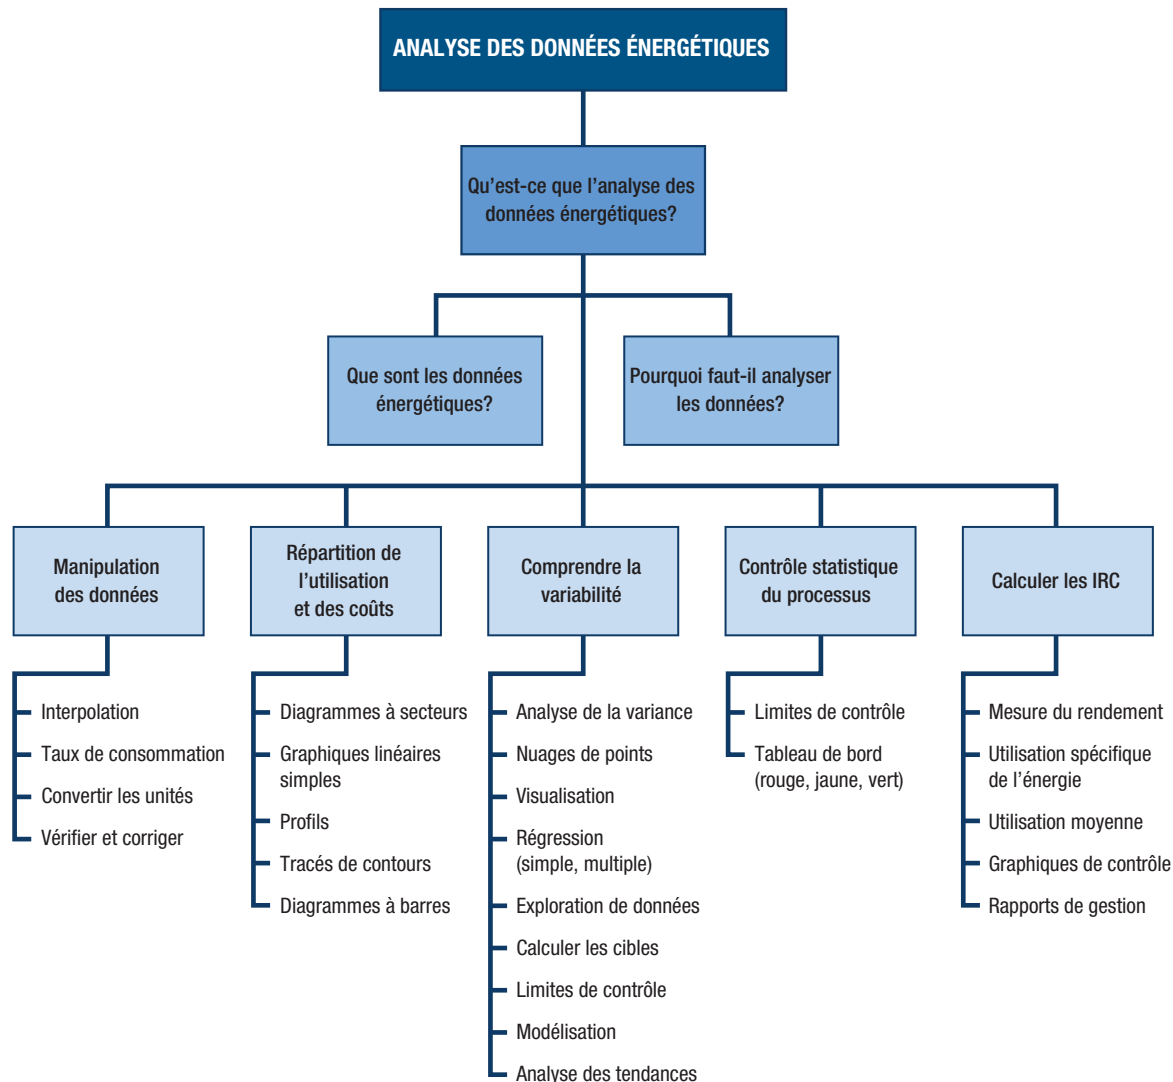 ANALYSE DES DONNÉES ÉNERGÉTIQUES
Qu’est-ce que l’analyse des
données énergétiques?
Que sont les données
énergétiques?
Pourquoi faut-il analyser
les données?
Manipulation
des données
Interpolation
Taux de consommation
Convertir les unités
Vérifier et corriger
Répartition de
l’utilisation
et des coûts
Diagrammes à secteurs
Graphiques linéaires
simples
Profils
Tracés de contours
Diagrammes à barres
Comprendre la
variabilité
Analyse de la variance
Nuages de points
Visualisation
Régression
(simple, multiple)
Exploration de données
Calculer les cibles
Limites de contrôle
Modélisation
Analyse des tendances
Contrôle statistique
du processus
Limites de contrôle
Tableau de bord
(rouge, jaune, vert)
Calculer les IRC
Mesure du rendement
Utilisation spécifique
de l’énergie
Utilisation moyenne
Graphiques de contrôle
Rapports de gestion